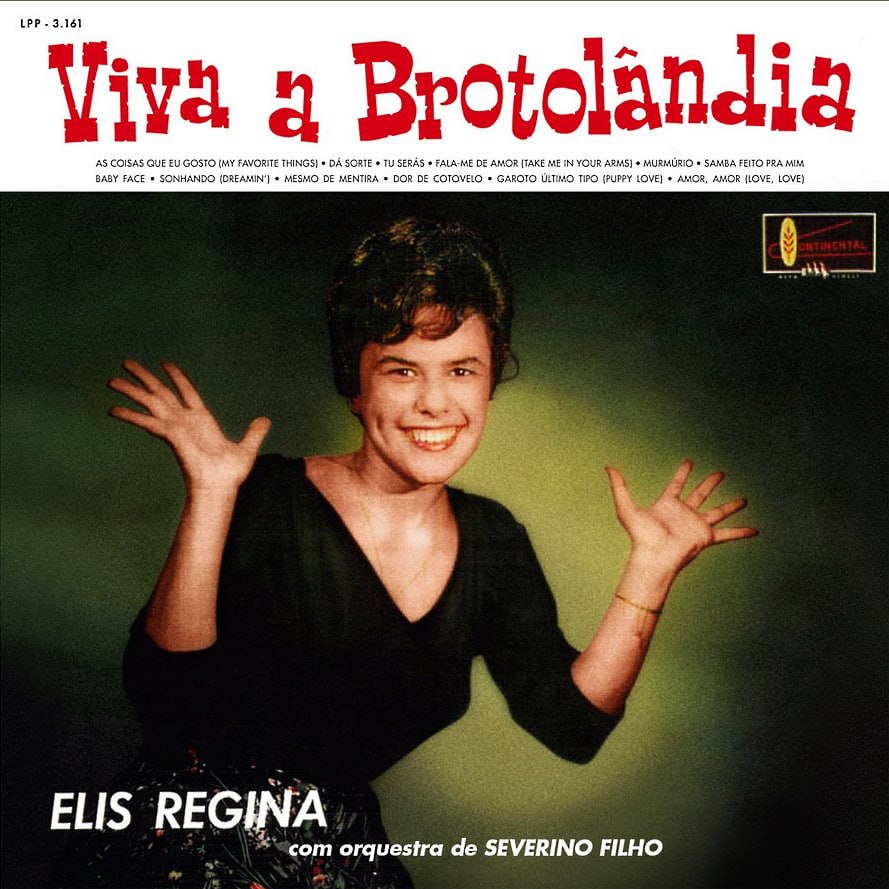 LPP - 3.161
Viva a Brotolândia
AS COISAS QUE EU GOSTO (MY FAVORITE THINGS) • DÁ SORTE • TU SERÁS • FALA-ME DE AMOR (TAKE ME IN YOUR ARMS) • MURMÚRIO • SAMBA FEITO PRA MIM
BABY FACE • SONHANDO (DREAMIN') • MESMO DE MENTIRA • DOR DE COTOVELO • GAROTO ÚLTIMO TIPO (PUPPY LOVE) • AMOR, AMOR (LOVE, LOVE)
CONTINENTAL
ELIS REGINA
com orquestra de SEVERINO FILHO